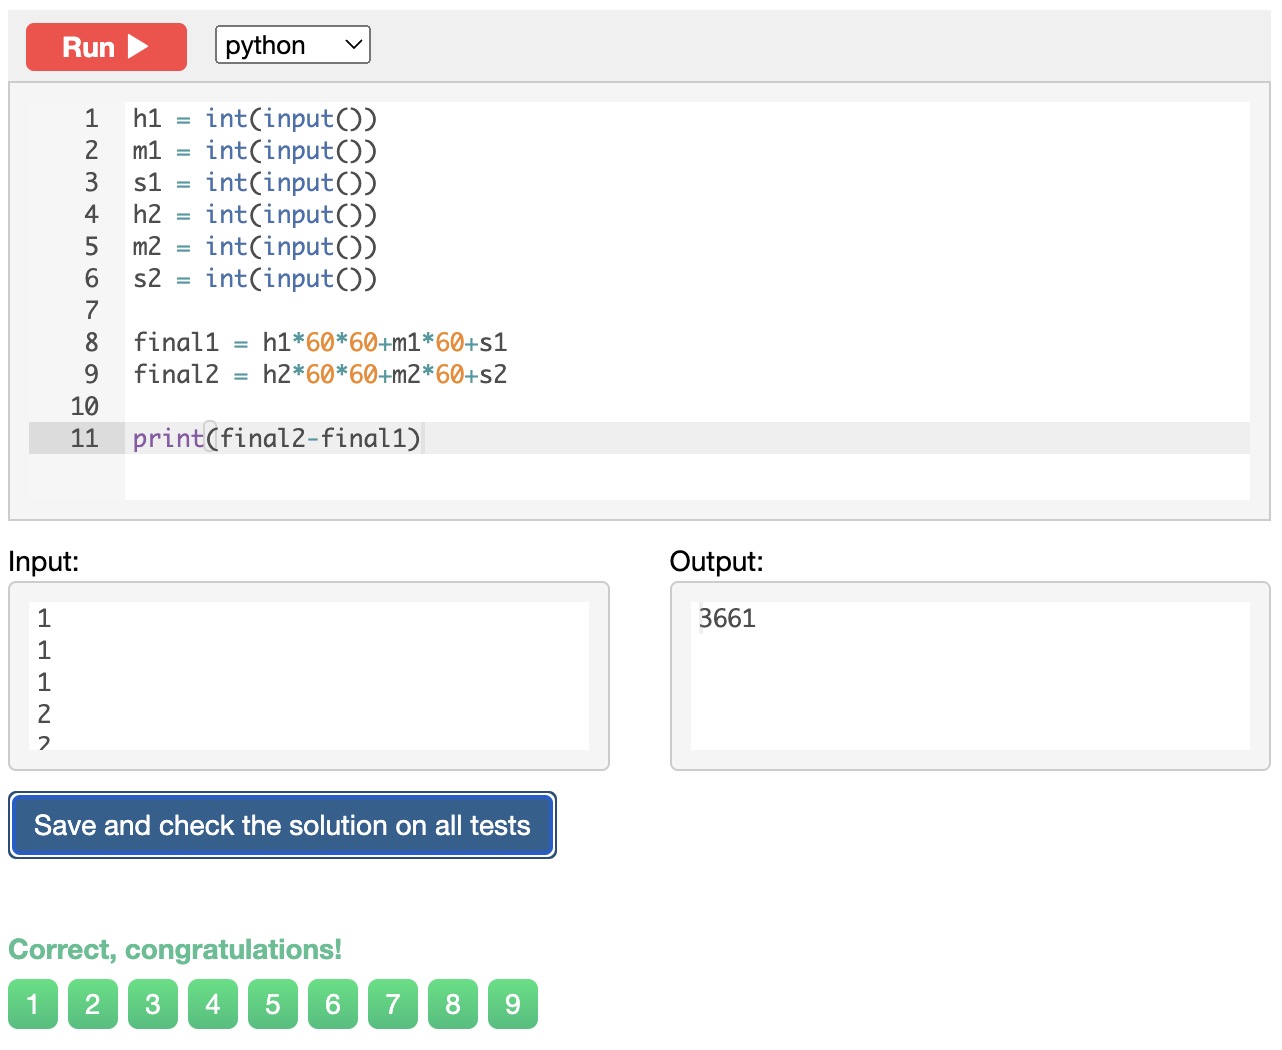 Run
python
1 h1 = int(input())
2 m1 = int(input())
3 s1 = int(input())
4 h2 = int(input())
5 m2 = int(input())
6 s2 = int(input())
7
8 final1 = h1*60*60+m1*60+s1
9 final2 = h2*60*60+m2*60+s2
10
11 print(final2-final1)
Input:
1
1
1
2
2
Output:
3661
Save and check the solution on all tests
Correct, congratulations!
1 2 3 4 5 6 7 8 9